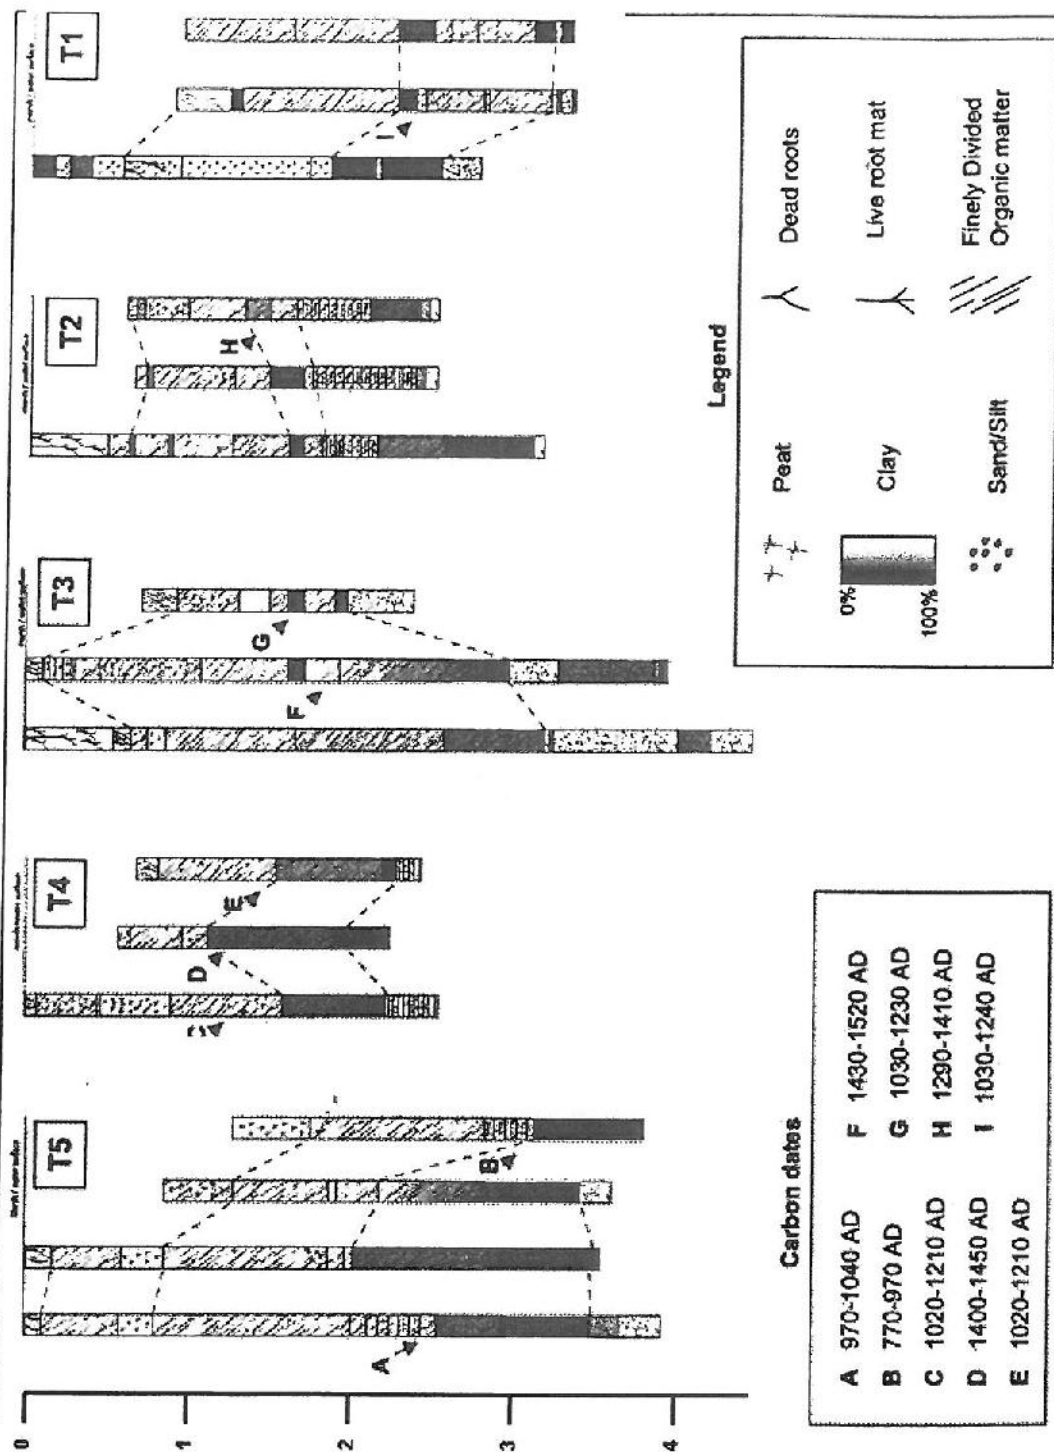 T5
T4
T3
T2
T1
0
1
2
3
4
A
B
C
D
E
F
G
H
I
Carbon dates
A 970-1040 AD
B 770-970 AD
C 1020-1210 AD
D 1400-1450 AD
E 1020-1210 AD
F 1430-1520 AD
G 1030-1230 AD
H 1290-1410 AD
I 1030-1240 AD
Legend
Peat
Dead roots
0%
100%
Clay
Live root mat
Sand/Silt
Finely Divided
Organic matter